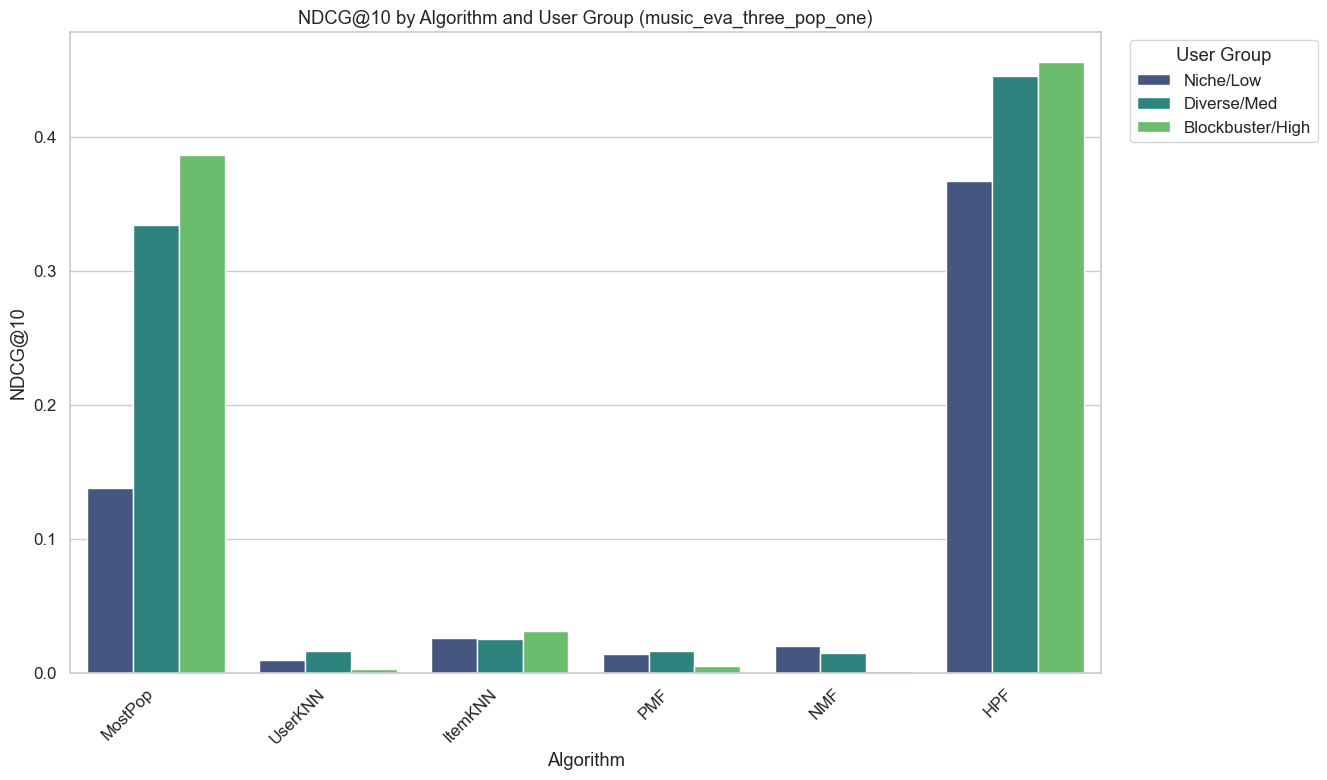 NDCG@10 by Algorithm and User Group (music_eva_three_pop_one)
User Group
Niche/Low
Diverse/Med
Blockbuster/High
NDCG@10
0.4
0.3
0.2
0.1
0.0
MostPop
UserKNN
ItemKNN
PMF
NMF
HPF
Algorithm